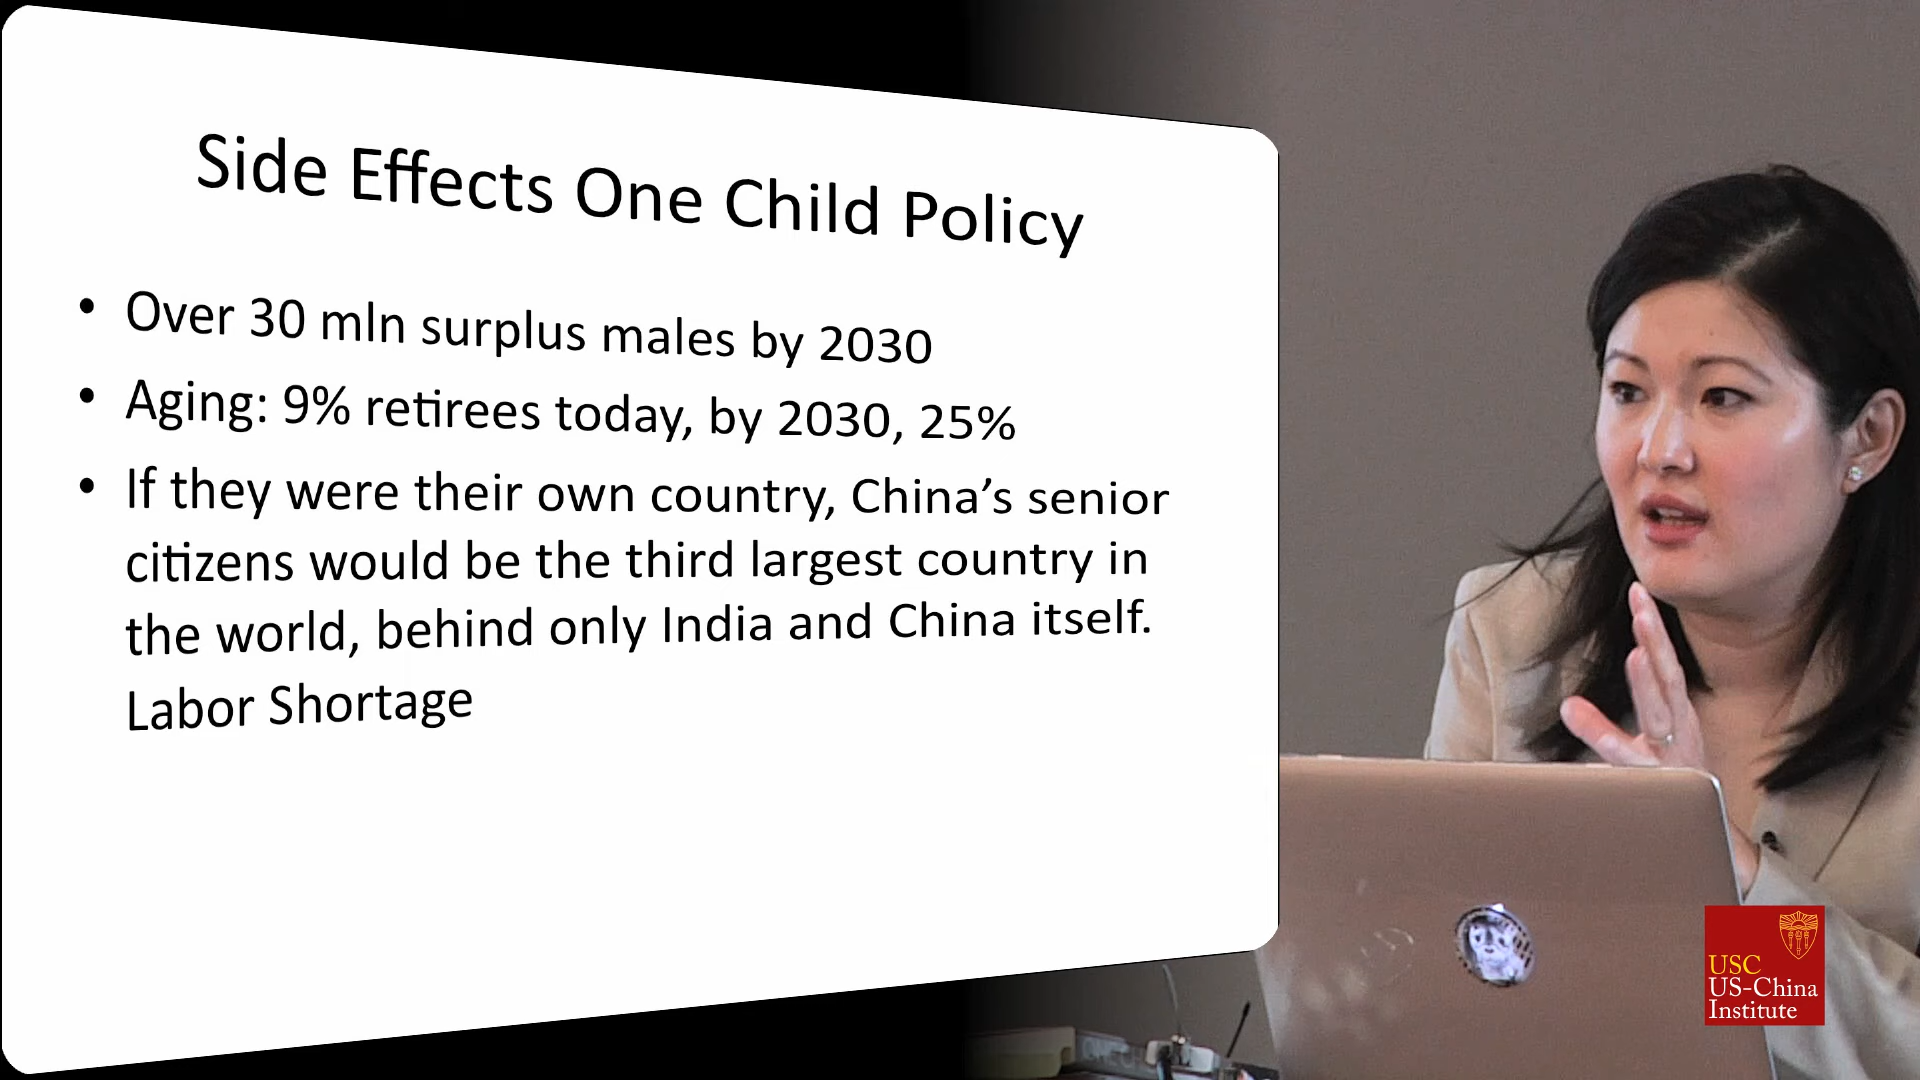 Side Effects One Child Policy
• Over 30 mln surplus males by 2030
• Aging: 9% retirees today, by 2030, 25%
• If they were their own country, China’s senior
citizens would be the third largest country in
the world, behind only India and China itself.
Labor Shortage
USC
US-China
Institute